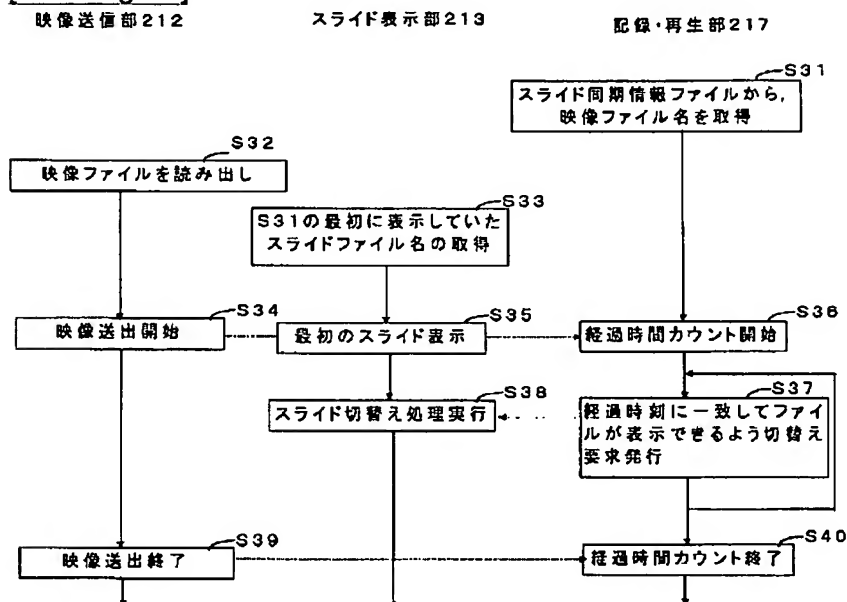 映像送信部212
スライド表示部213
記録・再生部217
S31
スライド同期情報ファイルから,
映像ファイル名を取得
S32
映像ファイルを読み出し
S33
S31の最初に表示していた
スライドファイル名の取得
S34
映像送出開始
S35
最初のスライド表示
S36
経過時間カウント開始
S38
スライド切替え処理実行
S37
経過時刻に一致してファイ
ルが表示できるよう切替え
要求発行
S39
映像送出終了
S40
経過時間カウント終了